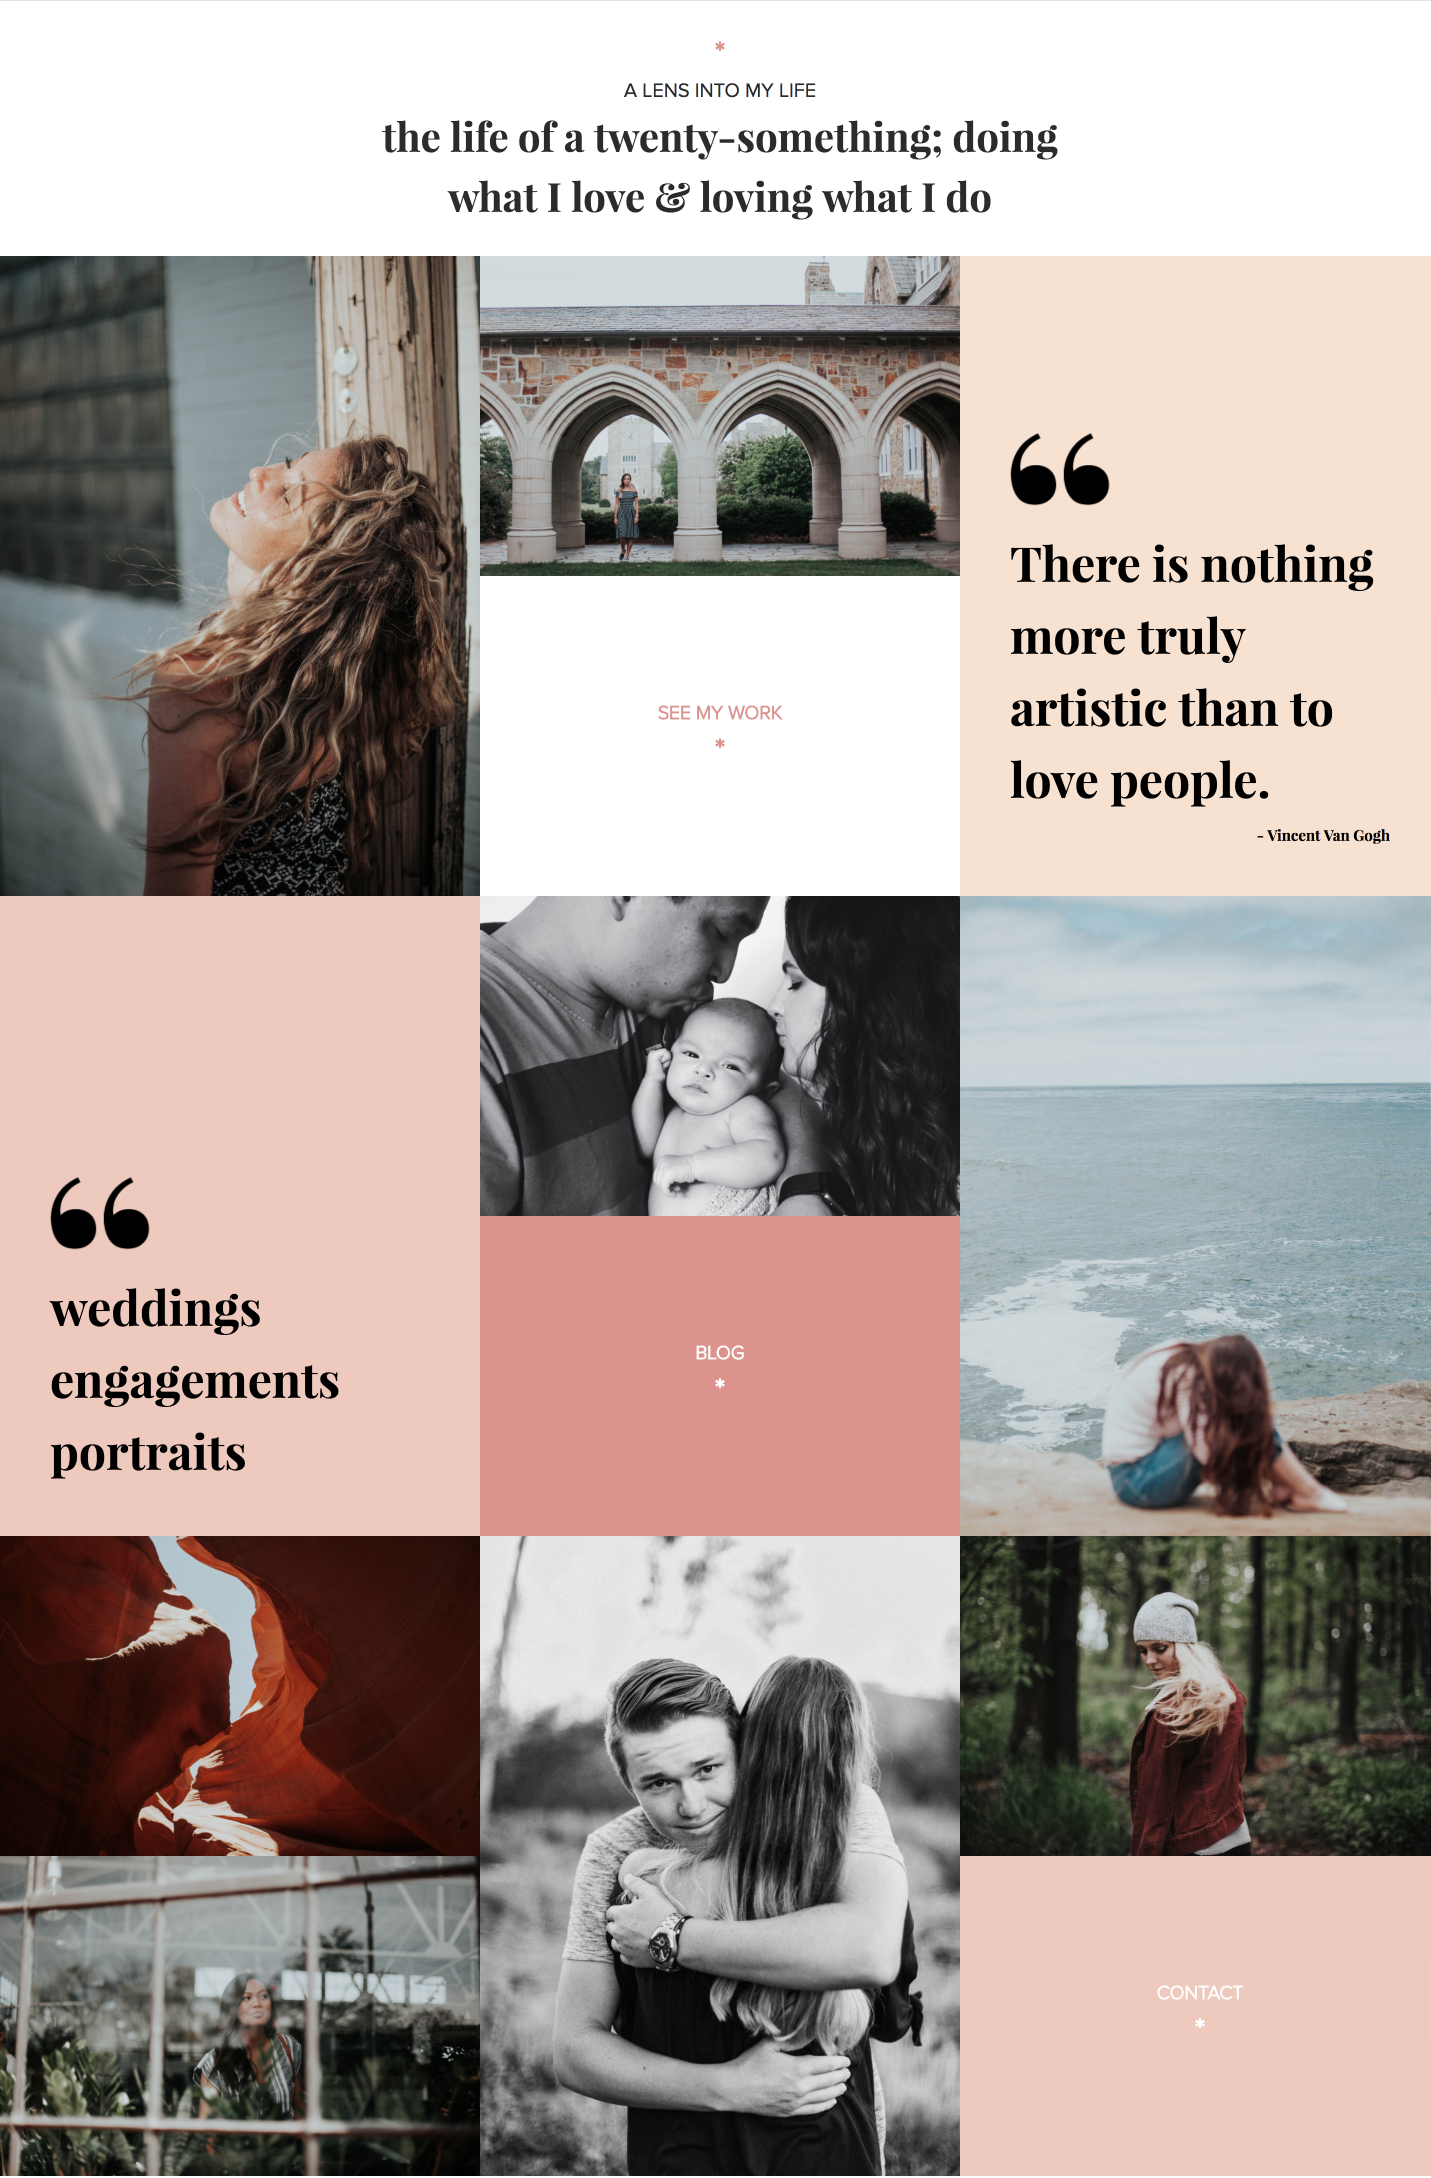 *
A LENS INTO MY LIFE
the life of a twenty-something; doing
what I love & loving what I do
SEE MY WORK
*
“
There is nothing
more truly
artistic than to
love people.
- Vincent Van Gogh
“
weddings
engagements
portraits
BLOG
*
CONTACT
*